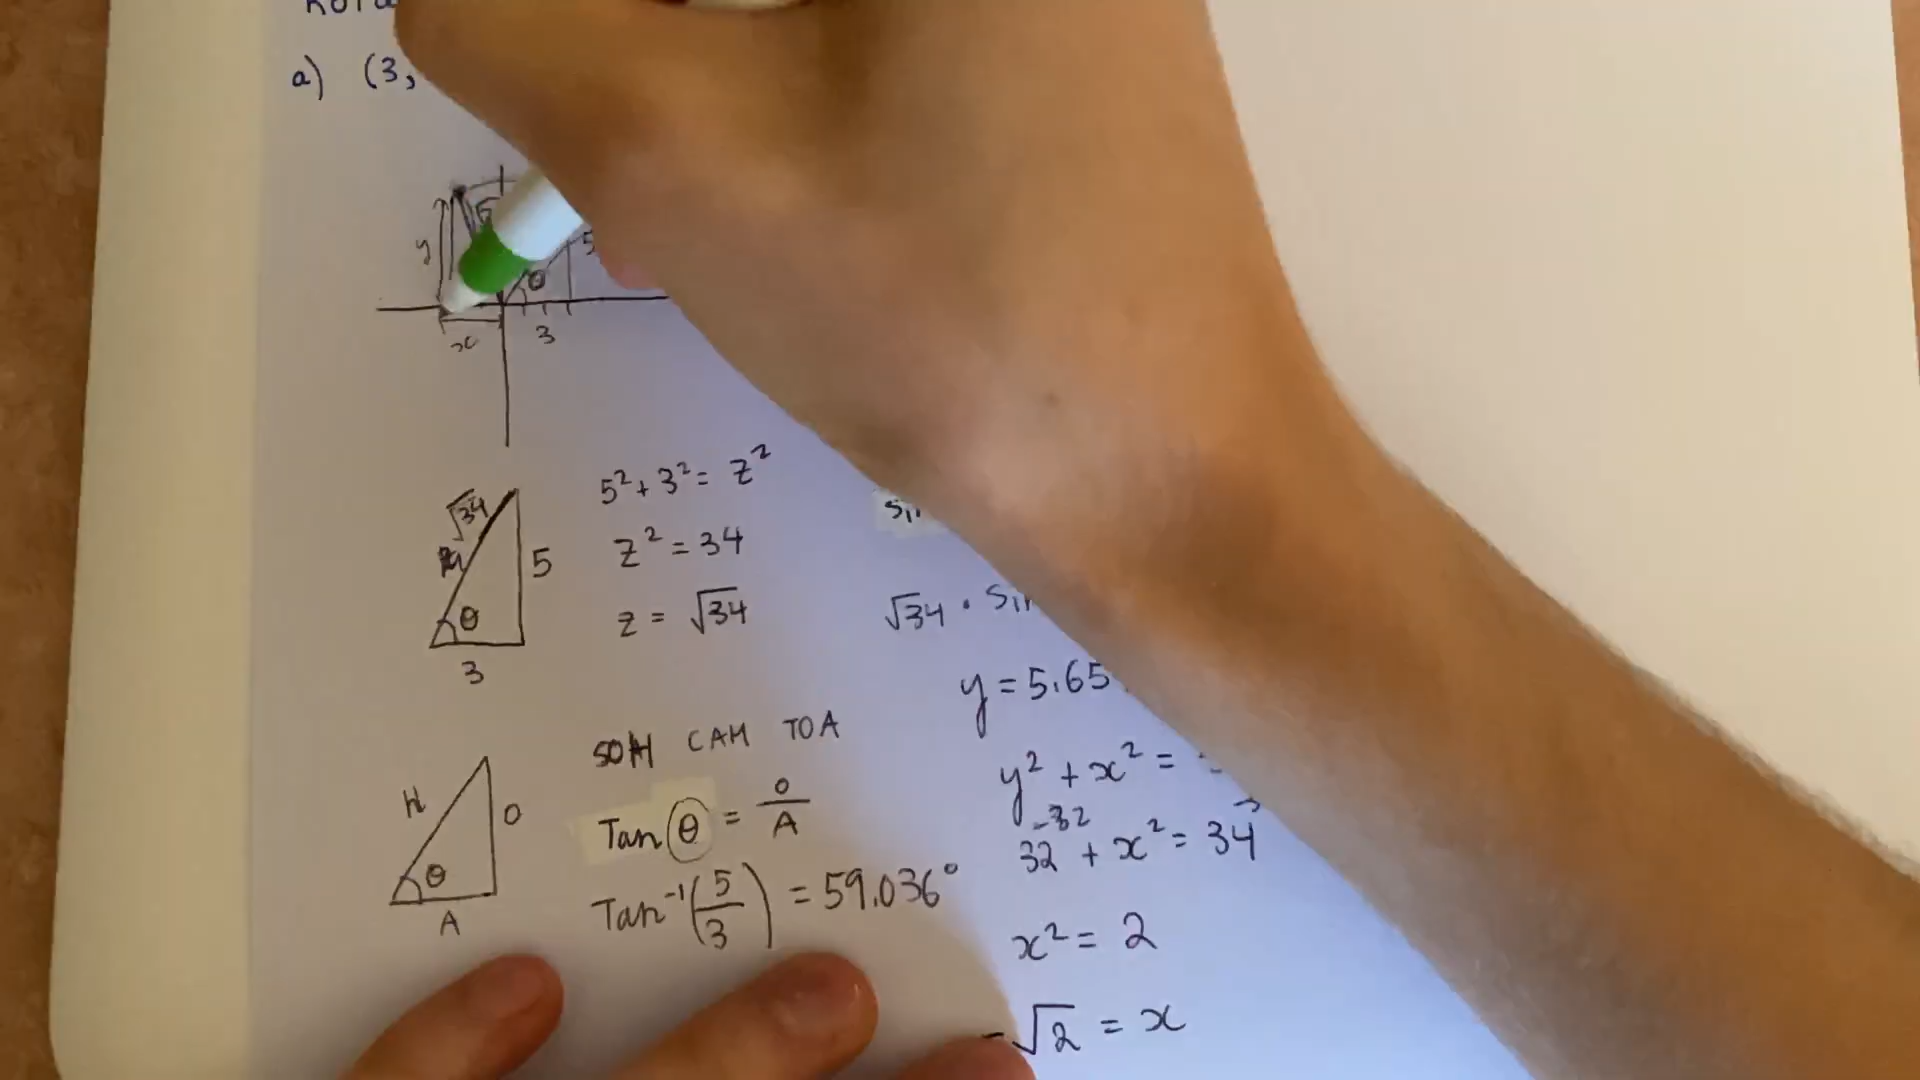 a) (3,
y
θ
5
x
3
√34
5
θ
3
5² + 3² = z²
z² = 34
z = √34
√34 .
y = 5.65
SOH CAH TOA
H
O
θ
A
Tan θ = O/A
Tan⁻¹(5/3) = 59.036°
y² + x² =
-32
32 + x² = 34
x² = 2
-√2 = x